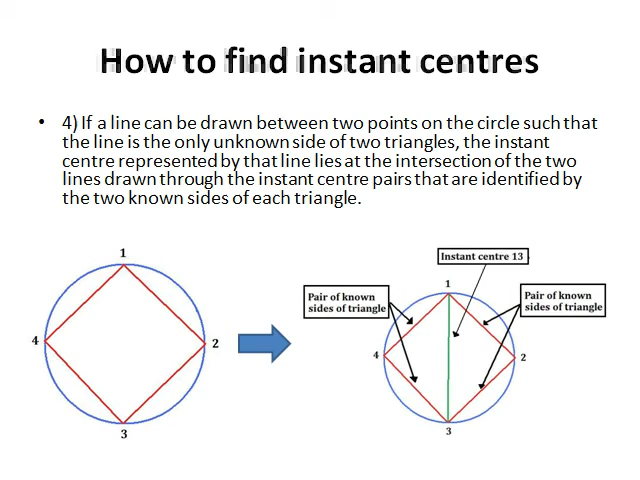 How to find instant centres
• 4) If a line can be drawn between two points on the circle such that
the line is the only unknown side of two triangles, the instant
centre represented by that line lies at the intersection of the two
lines drawn through the instant centre pairs that are identified by
the two known sides of each triangle.
1
4
2
3
Instant centre 13
Pair of known
sides of triangle
1
Pair of known
sides of triangle
4
2
3